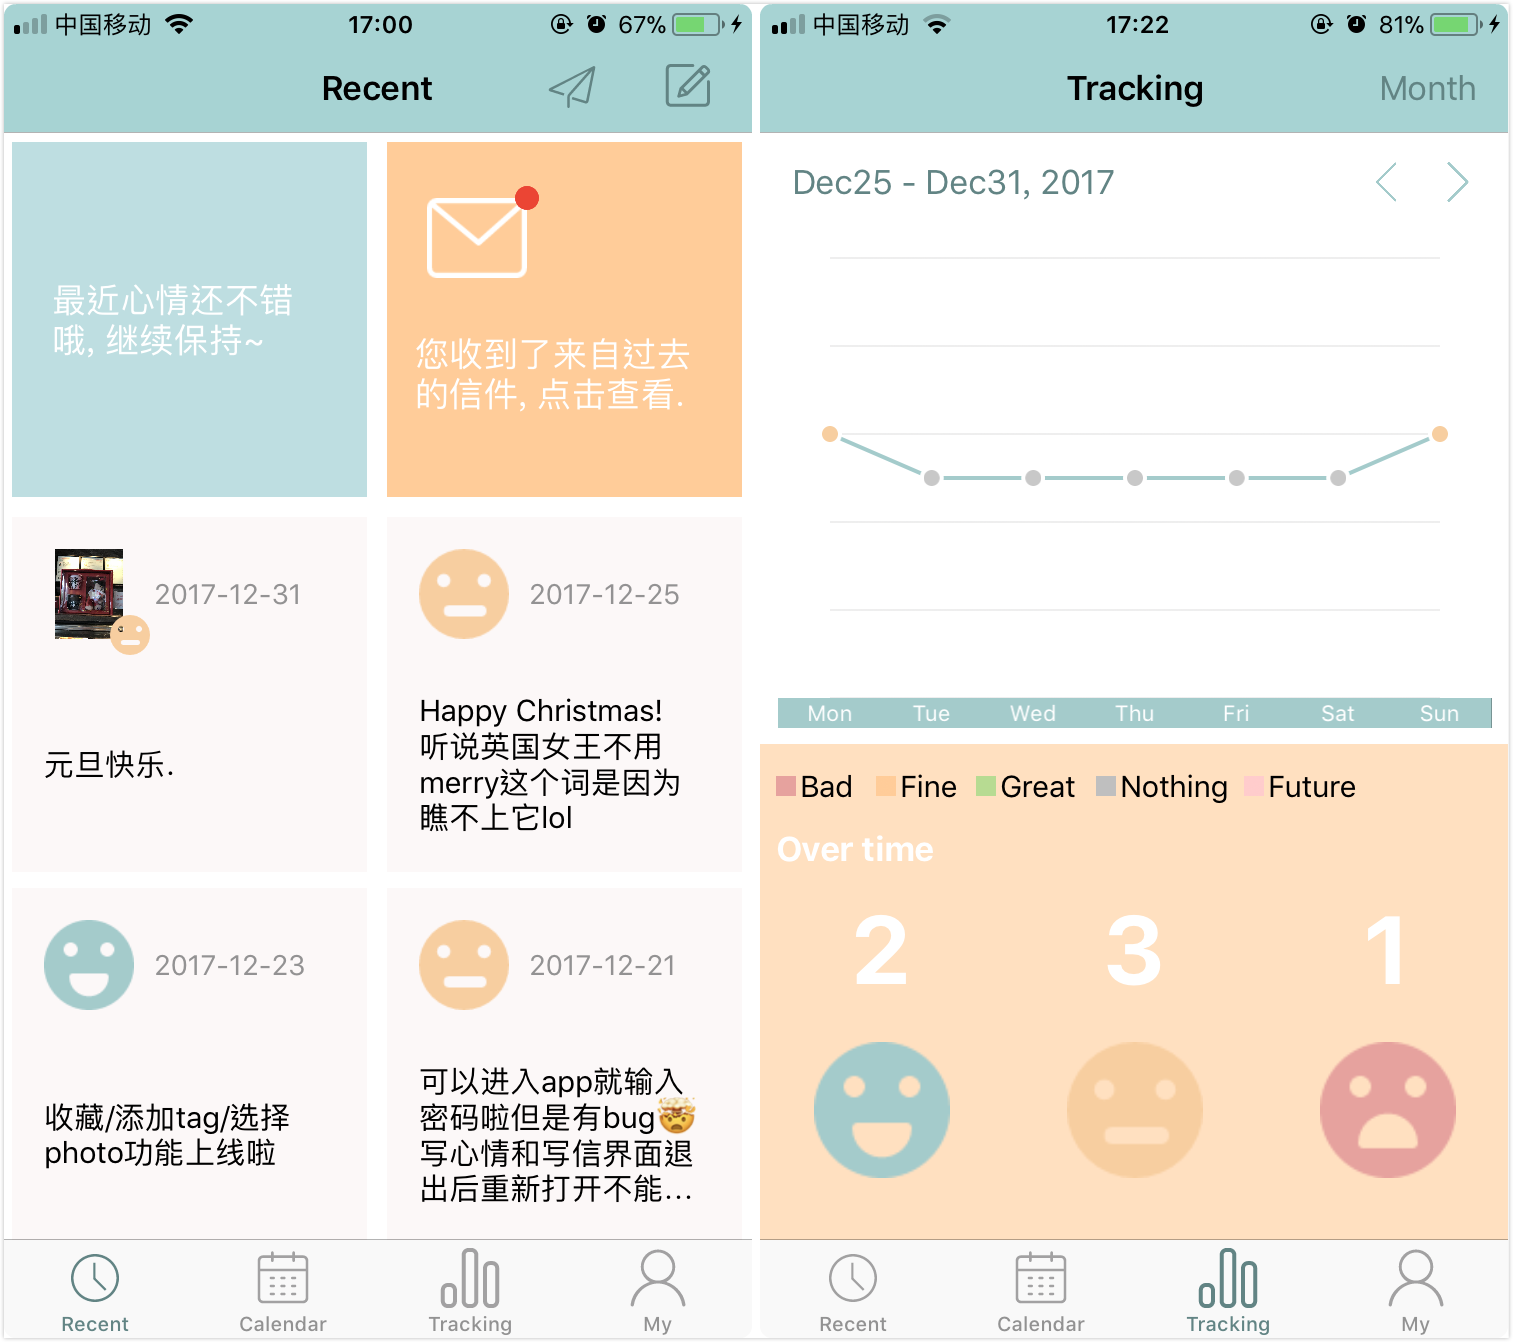 中国移动
17:00
67%
Recent
最近心情还不错
哦, 继续保持~
您收到了来自过去
的信件, 点击查看.
2017-12-31
元旦快乐.
2017-12-25
Happy Christmas!
听说英国女王不用
merry这个词是因为
瞧不上它lol
2017-12-23
收藏/添加tag/选择
photo功能上线啦
2017-12-21
可以进入app就输入
密码啦但是有bug🤯
写心情和写信界面退
出后重新打开不能...
Recent
Calendar
Tracking
My
中国移动
17:22
81%
Tracking
Month
Dec25 - Dec31, 2017
Mon
Tue
Wed
Thu
Fri
Sat
Sun
Bad
Fine
Great
Nothing
Future
Over time
2
3
1
Recent
Calendar
Tracking
My